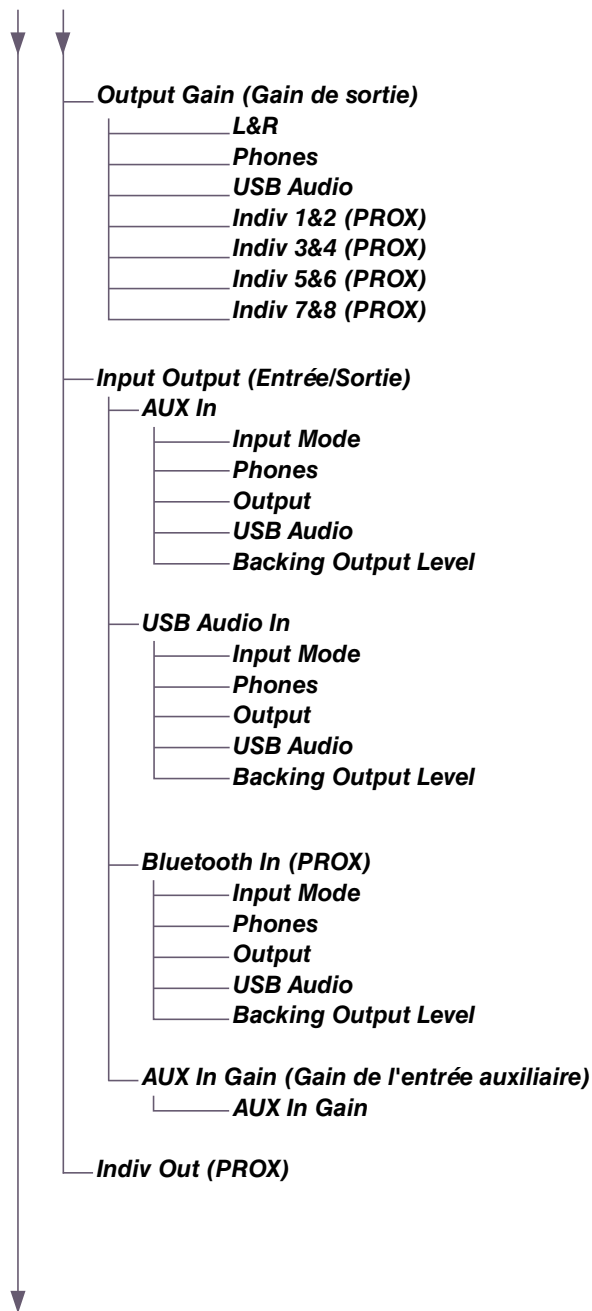 Output Gain (Gain de sortie)
L&R
Phones
USB Audio
Indiv 1&2 (PROX)
Indiv 3&4 (PROX)
Indiv 5&6 (PROX)
Indiv 7&8 (PROX)
Input Output (Entrée/Sortie)
AUX In
Input Mode
Phones
Output
USB Audio
Backing Output Level
USB Audio In
Input Mode
Phones
Output
USB Audio
Backing Output Level
Bluetooth In (PROX)
Input Mode
Phones
Output
USB Audio
Backing Output Level
AUX In Gain (Gain de l'entrée auxiliaire)
AUX In Gain
Indiv Out (PROX)